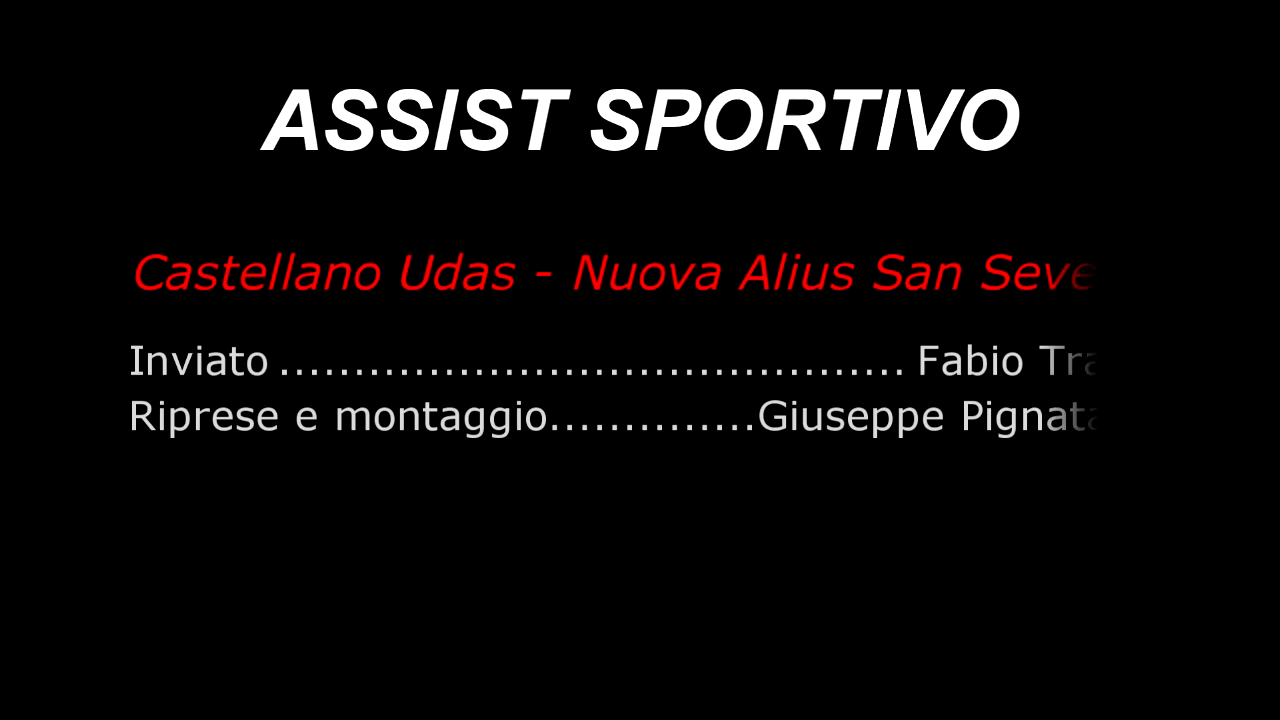 ASSIST SPORTIVO
Castellano Udas - Nuova Alius San
Inviato .......................................... Fabio
Riprese e montaggio..............Giuseppe